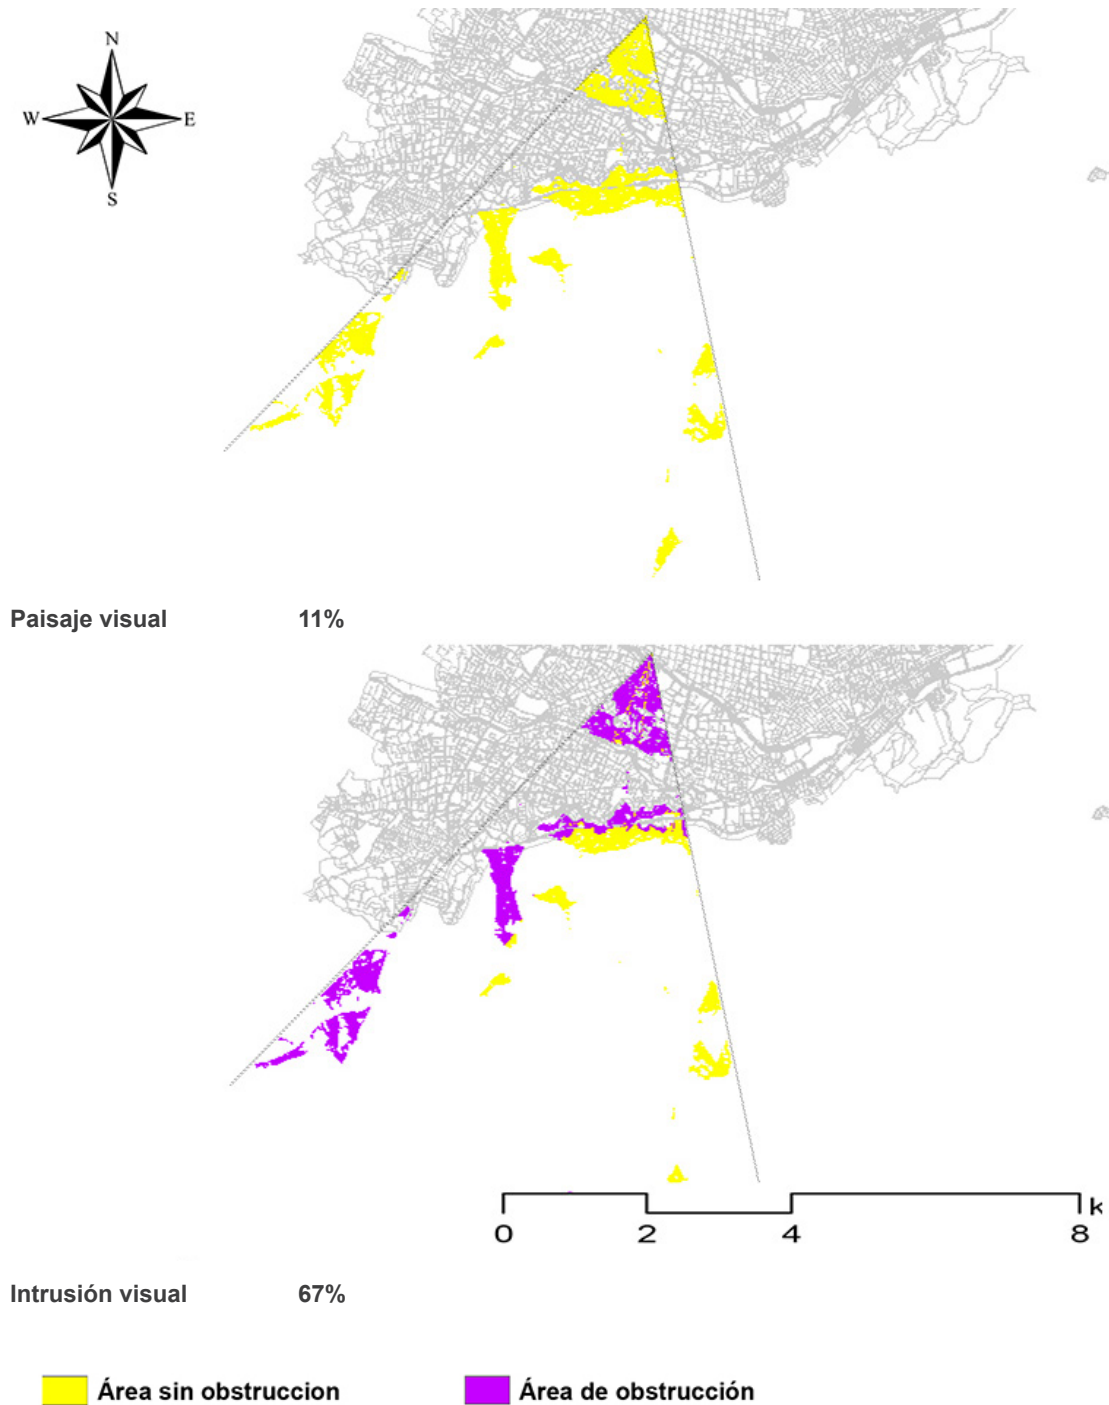 N
W E
S
Paisaje visual 11%
k
0 2 4 8
Intrusión visual 67%
Área sin obstruccion Área de obstrucción